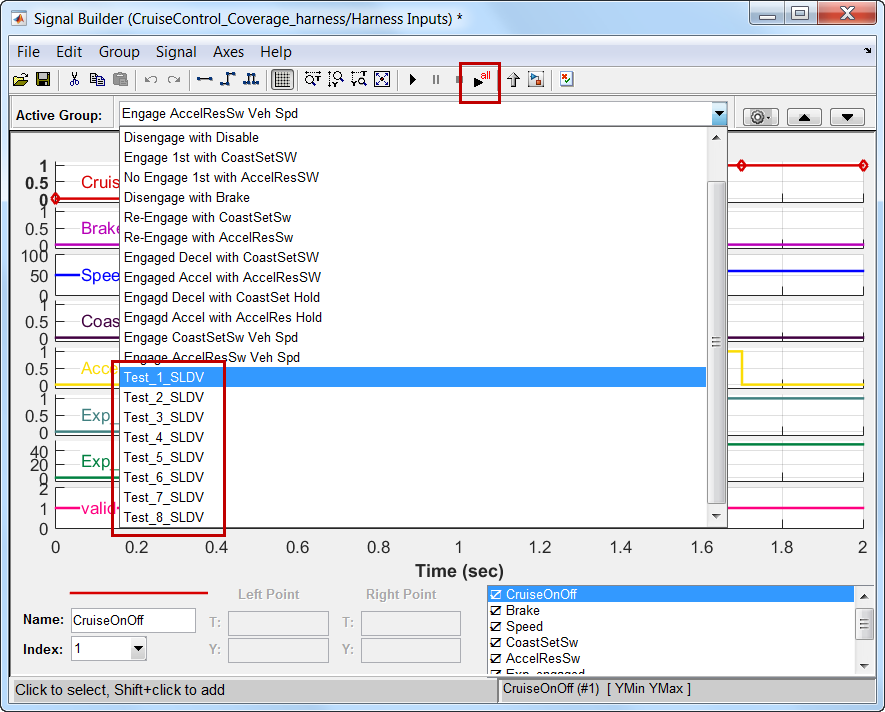 Signal Builder (CruiseControl_Coverage_harness/Harness Inputs) *
File Edit Group Signal Axes Help
all
Active Group:
Engage AccelResSw Veh Spd
Disengage with Disable
Engage 1st with CoastSetSW
No Engage 1st with AccelResSW
Disengage with Brake
Re-Engage with CoastSetSw
Re-Engage with AccelResSw
Engaged Decel with CoastSetSW
Engaged Accel with AccelResSW
Engagd Decel with CoastSet Hold
Engagd Accel with AccelRes Hold
Engage CoastSetSw Veh Spd
Engage AccelResSw Veh Spd
Test_1_SLDV
Test_2_SLDV
Test_3_SLDV
Test_4_SLDV
Test_5_SLDV
Test_6_SLDV
Test_7_SLDV
Test_8_SLDV
1
0.5 Cruis
0
1
0.5 Brake
0
100
50 Spee
0
1
0.5 Coas
0
1
0.5 Acce
0
1
0.5 Exp_
0
40
20 Exp_
0
2
1 valid
0
0 0.2 0.4 0.6 0.8 1 1.2 1.4 1.6 1.8 2
Time (sec)
Left Point Right Point
Name: CruiseOnOff T: T:
Index: 1 Y: Y:
CruiseOnOff
Brake
Speed
CoastSetSw
AccelResSw
Exp_engaged
Click to select, Shift+click to add
CruiseOnOff (#1) [ YMin YMax ]